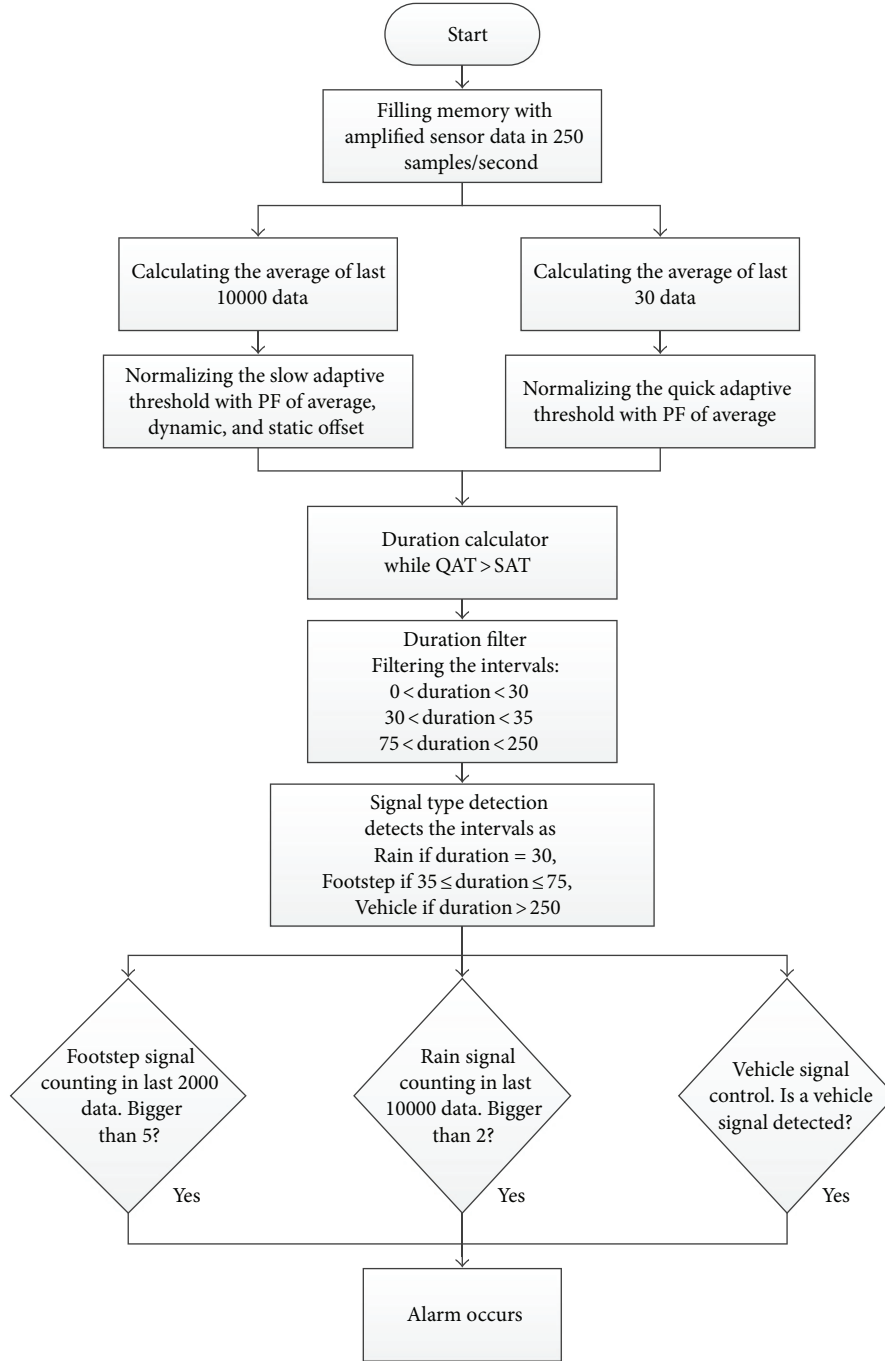 Start
Filling memory with
amplified sensor data in 250
samples/second
Calculating the average of last
10000 data
Calculating the average of last
30 data
Normalizing the slow adaptive
threshold with PF of average,
dynamic, and static offset
Normalizing the quick adaptive
threshold with PF of average
Duration calculator
while QAT > SAT
Duration filter
Filtering the intervals:
0 < duration < 30
30 < duration < 35
75 < duration < 250
Signal type detection
detects the intervals as
Rain if duration = 30,
Footstep if 35 ≤ duration ≤ 75,
Vehicle if duration > 250
Footstep signal
counting in last 2000
data. Bigger
than 5?
Rain signal
counting in last
10000 data. Bigger
than 2?
Vehicle signal
control. Is a vehicle
signal detected?
Yes
Yes
Yes
Alarm occurs